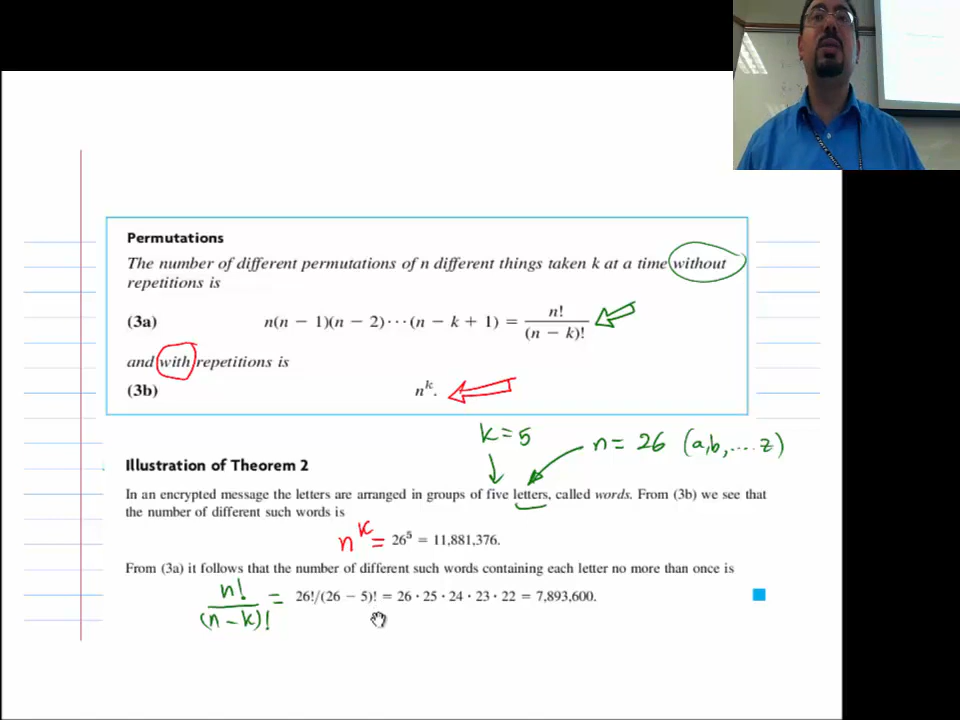 Permutations
The number of different permutations of n different things taken k at a time without
repetitions is
(3a) n(n − 1)(n − 2)···(n − k + 1) = n!/(n − k)!
and with repetitions is
(3b) n^k.
k = 5
n = 26 (a,b,....z)
Illustration of Theorem 2
In an encrypted message the letters are arranged in groups of five letters, called words. From (3b) we see that
the number of different such words is
n^k = 26^5 = 11,881,376.
From (3a) it follows that the number of different such words containing each letter no more than once is
n!/(n − k)! = 26!/(26 − 5)! = 26 · 25 · 24 · 23 · 22 = 7,893,600.